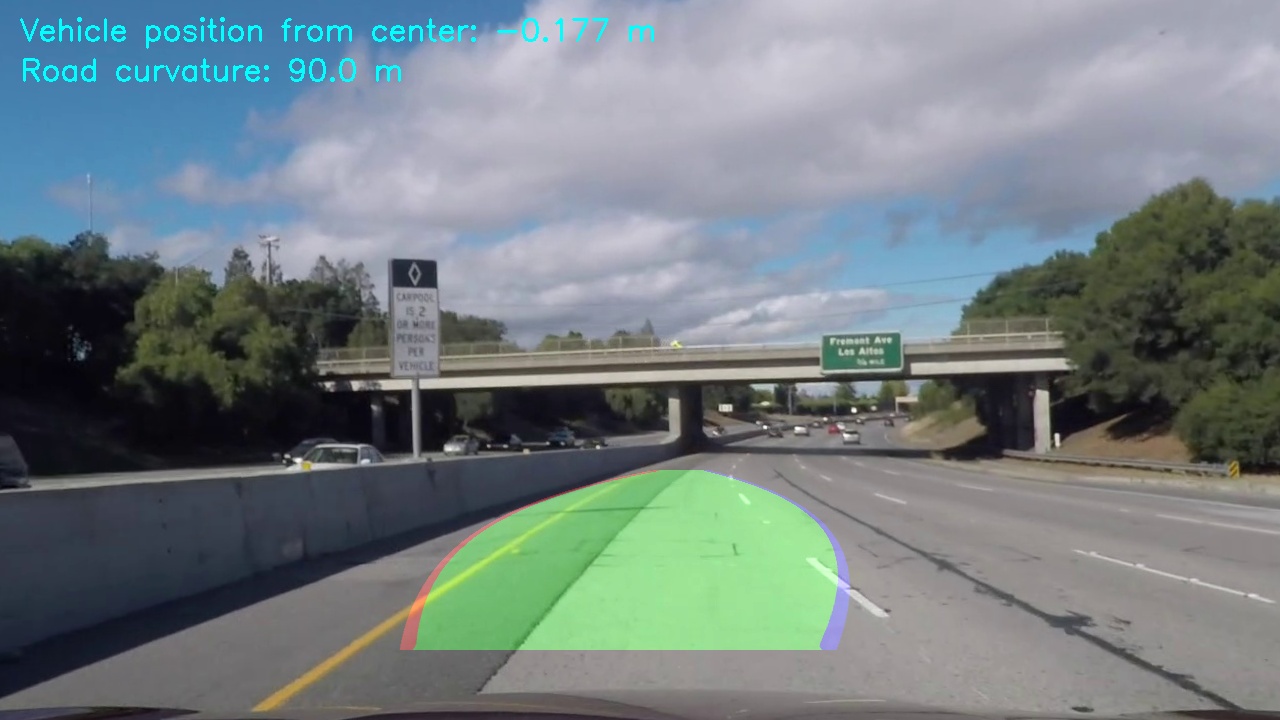 Vehicle position from center: -0.177 m
Road curvature: 90.0 m
CARPOOL
IS 2
OR MORE
PERSONS
PER
VEHICLE
Fremont Ave
Los Altos